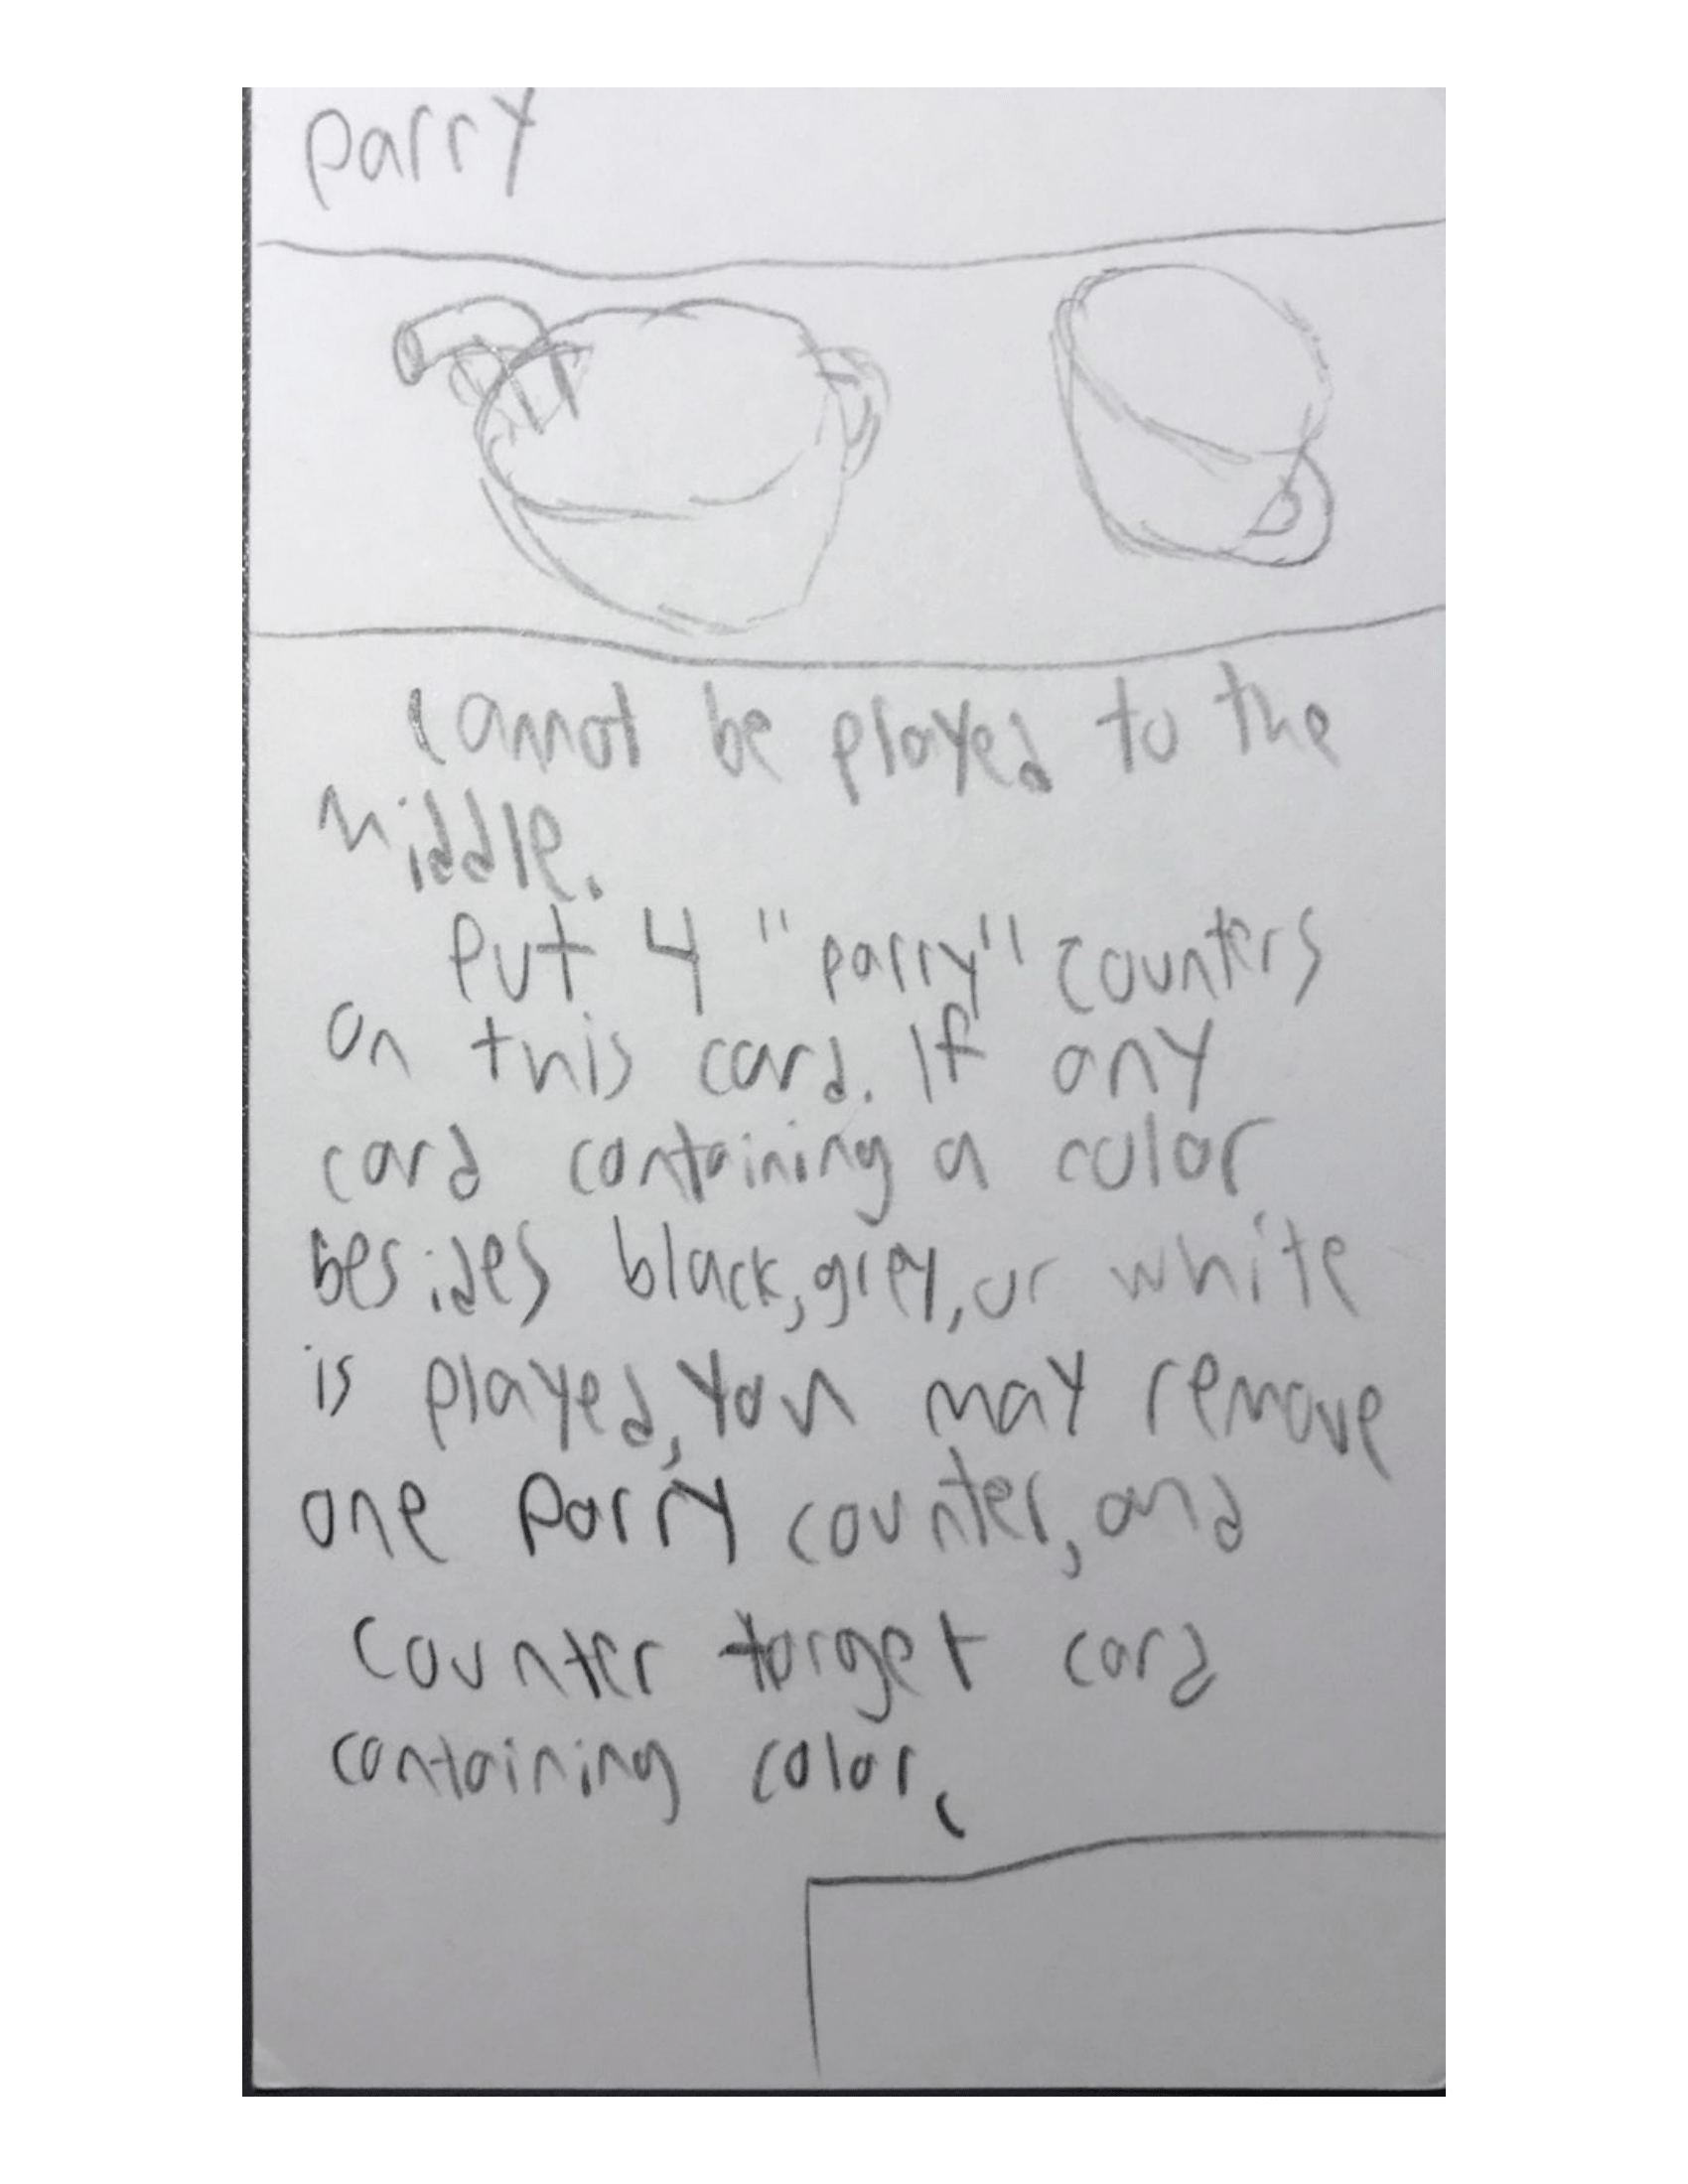 parry
cannot be played to the
middle.
put 4 "parry" counters
on this card. If any
card containing a color
besides black, grey, or white
is played, you may remove
one parry counter, and
counter target card
containing color.